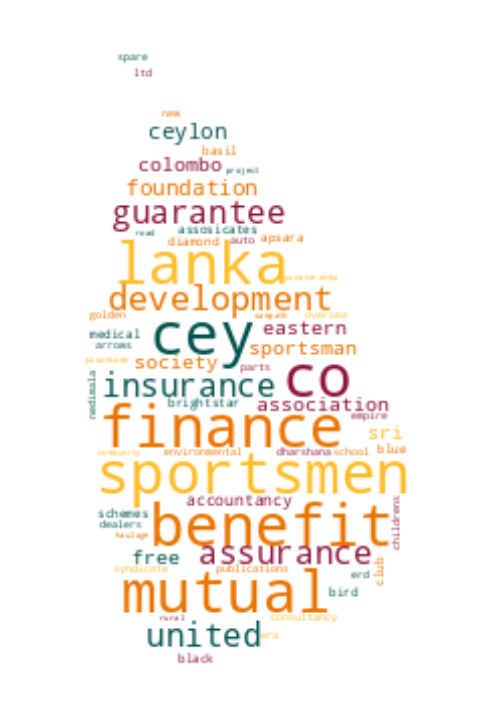 spare
ltd
new
ceylon
basil
colombo project
foundation
guarantee
road assosicates
diamond auto apsara
lanka
development
golden sampath oversea
cey eastern
medical
arrows sportsman
society
parts
nedimala insurance co
brightstar association
empire
finance
sri
community environmental dharshana school blue
sportsmen
accountancy
schemes childrens
dealers benefit
haulage
free assurance
syndicate publications club
erd
mutual bird
rural consultancy
united era
black